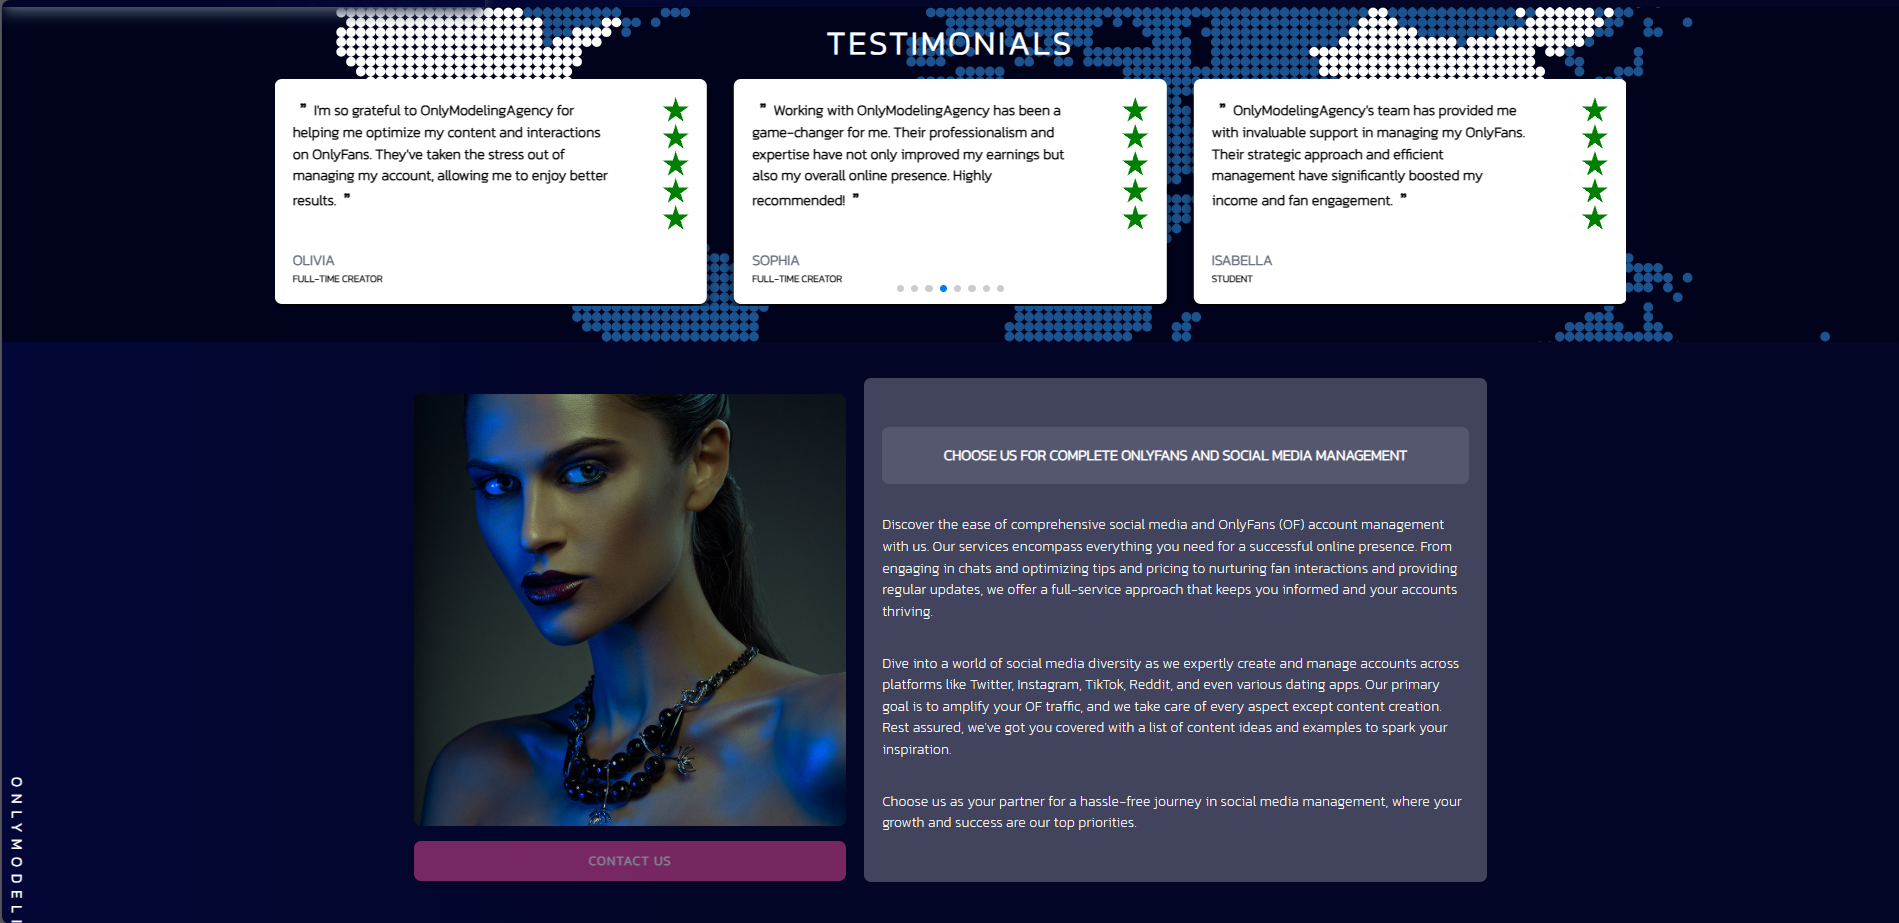 TESTIMONIALS
” I'm so grateful to OnlyModelingAgency for
helping me optimize my content and interactions
on OnlyFans. They've taken the stress out of
managing my account, allowing me to enjoy better
results. ”
OLIVIA
FULL-TIME CREATOR
” Working with OnlyModelingAgency has been a
game-changer for me. Their professionalism and
expertise have not only improved my earnings but
also my overall online presence. Highly
recommended! ”
SOPHIA
FULL-TIME CREATOR
” OnlyModelingAgency's team has provided me
with invaluable support in managing my OnlyFans.
Their strategic approach and efficient
management have significantly boosted my
income and fan engagement. ”
ISABELLA
STUDENT
CONTACT US
CHOOSE US FOR COMPLETE ONLYFANS AND SOCIAL MEDIA MANAGEMENT
Discover the ease of comprehensive social media and OnlyFans (OF) account management
with us. Our services encompass everything you need for a successful online presence. From
engaging in chats and optimizing tips and pricing to nurturing fan interactions and providing
regular updates, we offer a full-service approach that keeps you informed and your accounts
thriving.
Dive into a world of social media diversity as we expertly create and manage accounts across
platforms like Twitter, Instagram, TikTok, Reddit, and even various dating apps. Our primary
goal is to amplify your OF traffic, and we take care of every aspect except content creation.
Rest assured, we've got you covered with a list of content ideas and examples to spark your
inspiration.
Choose us as your partner for a hassle-free journey in social media management, where your
growth and success are our top priorities.
ONLYMODELI